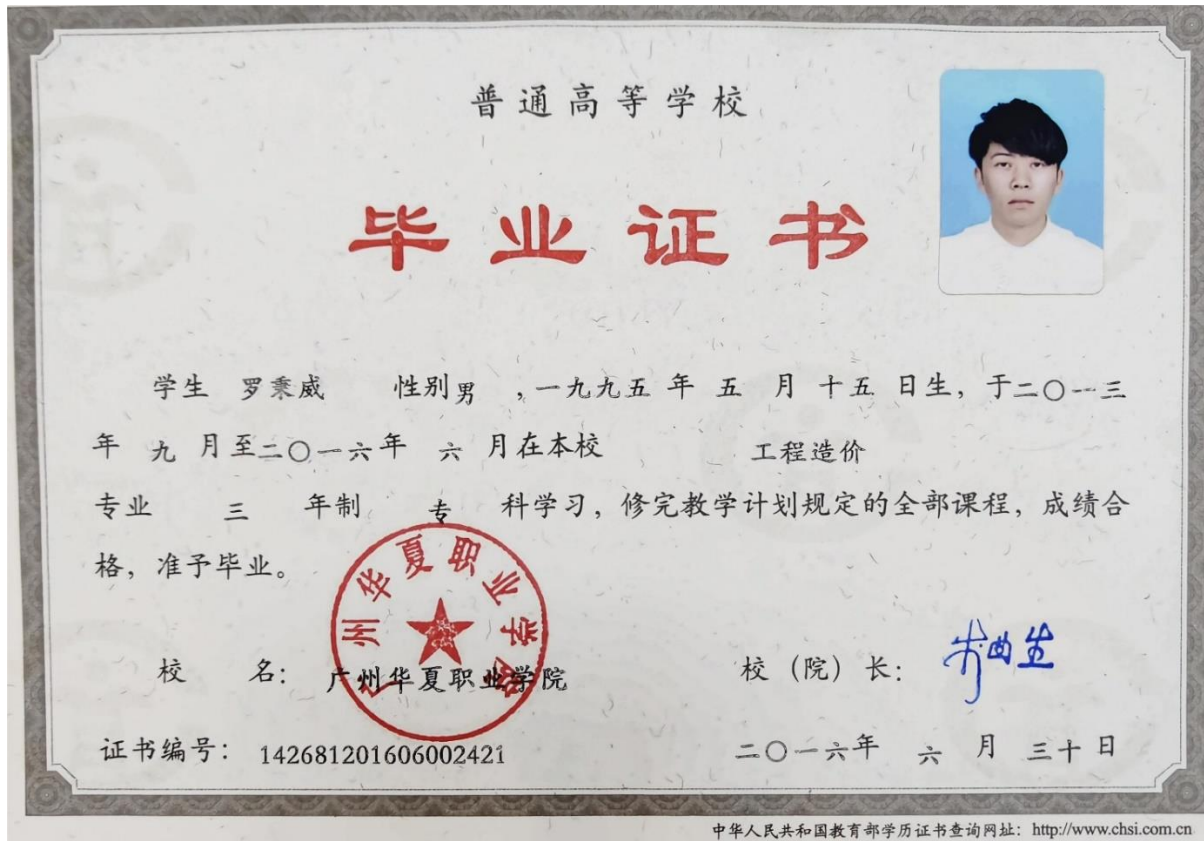 普通高等学校
毕业证书
学生 罗秉威 性别男 ，一九九五 年 五 月 十五 日生，于二〇一三
年 九 月至二〇一六年 六 月在本校 工程造价
专业 三 年制 专 科学习，修完教学计划规定的全部课程，成绩合
格，准予毕业。
广州华夏职业学院
校 名：广州华夏职业学院 校（院）长：
证书编号：142681201606002421 二〇一六年 六 月 三十 日
中华人民共和国教育部学历证书查询网址：http://www.chsi.com.cn